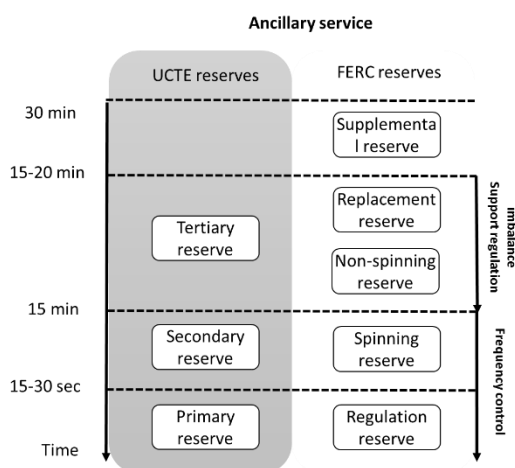 Ancillary service
UCTE reserves
FERC reserves
30 min
Supplementa
l reserve
15-20 min
Replacement
reserve
Tertiary
reserve
Non-spinning
reserve
Imbalance
Support regulation
15 min
Secondary
reserve
Spinning
reserve
Frequency control
15-30 sec
Primary
reserve
Regulation
reserve
Time